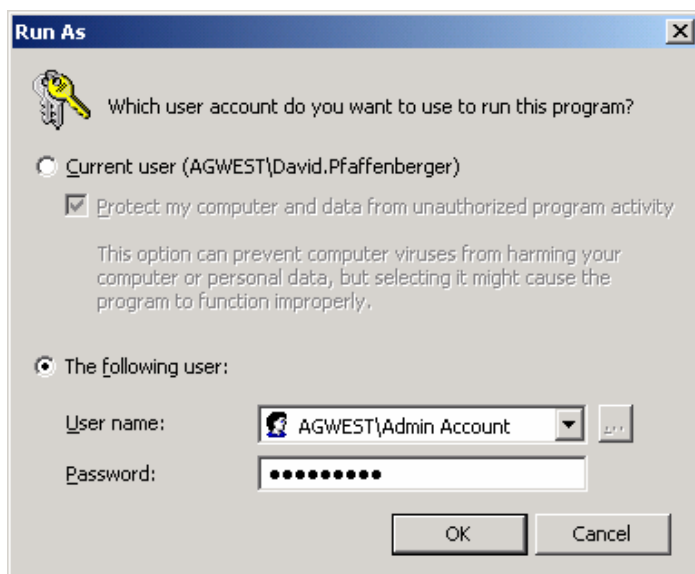 Run As
Which user account do you want to use to run this program?
Current user (AGWEST\David.Pfaffenberger)
Protect my computer and data from unauthorized program activity
This option can prevent computer viruses from harming your
computer or personal data, but selecting it might cause the
program to function improperly.
The following user:
User name:
AGWEST\Admin Account
...
Password:
●●●●●●●●●
OK
Cancel